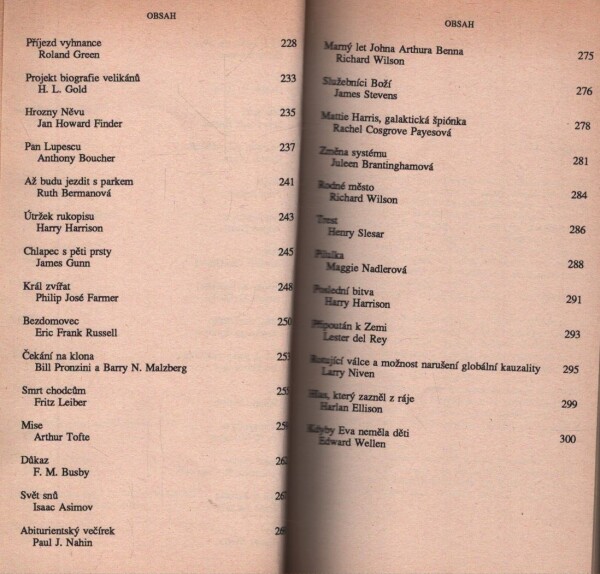 OBSAH
Příjezd vyhnance 228
Roland Green
Projekt biografie velikánů 233
H. L. Gold
Hrozny Něvu 235
Jan Howard Finder
Pan Lupescu 237
Anthony Boucher
Až budu jezdit s parkem 241
Ruth Bermanová
Útržek rukopisu 243
Harry Harrison
Chlapec s pěti prsty 245
James Gunn
Král zvířat 248
Philip José Farmer
Bezdomovec 250
Eric Frank Russell
Čekání na klona
Bill Pronzini a Barry N. Malzberg
Smrt chodcům
Fritz Leiber
Mise
Arthur Tofte
Důkaz
F. M. Busby
Svět snů
Isaac Asimov
Abiturientský večírek
Paul J. Nahin
OBSAH
Marný let Johna Arthura Benna 275
Richard Wilson
Služebníci Boží 276
James Stevens
Mattie Harris, galaktická špiónka 278
Rachel Cosgrove Payesová
Změna systému 281
Juleen Brantinghamová
Rodné město 284
Richard Wilson
Trest 286
Henry Slesar
Pilulka 288
Maggie Nadlerová
Poslední bitva 291
Harry Harrison
Připoután k Zemi 293
Lester del Rey
Rotující válce a možnost narušení globální kauzality 295
Larry Niven
Hlas, který zazněl z ráje 299
Harlan Ellison
Kdyby Eva neměla děti 300
Edward Wellen